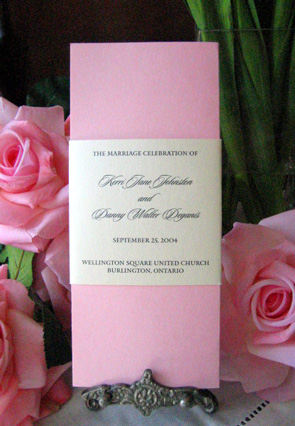 THE MARRIAGE CELEBRATION OF
Kerri Jane Johnston
and
Danny Walter Deganis
SEPTEMBER 25, 2004
WELLINGTON SQUARE UNITED CHURCH
BURLINGTON, ONTARIO